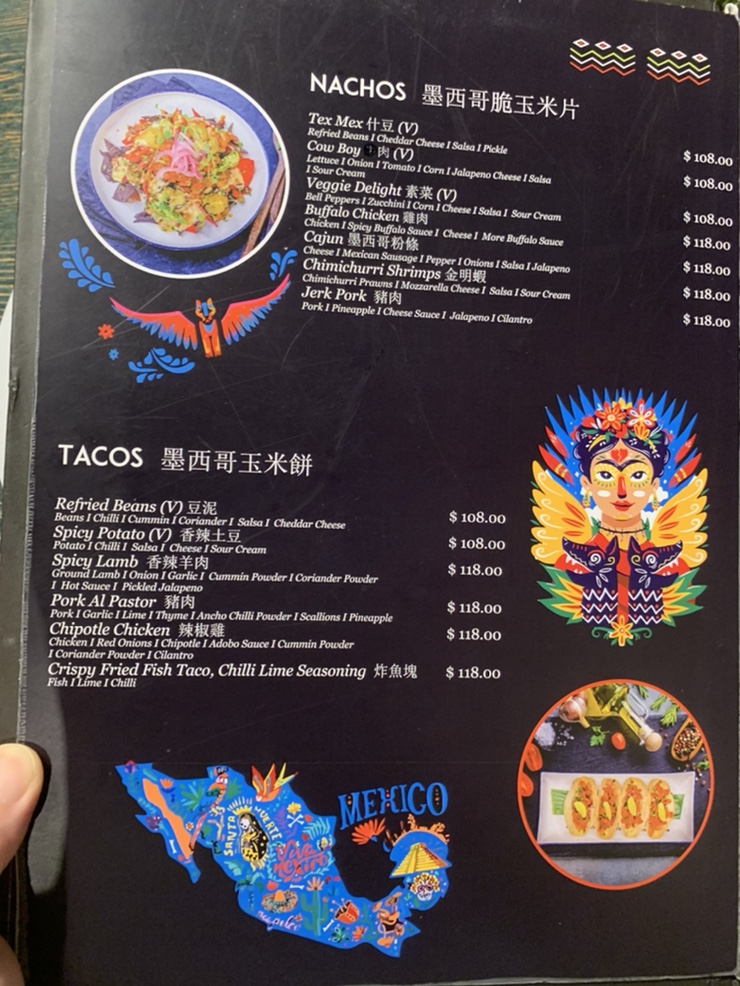 NACHOS 墨西哥脆玉米片
Tex Mex 什豆 (V)
Refried Beans I Cheddar Cheese I Salsa I Pickle
$ 108.00
Cow Boy 肉 (V)
Lettuce I Onion I Tomato I Corn I Jalapeno Cheese I Salsa
I Sour Cream
$ 108.00
Veggie Delight 素菜 (V)
Bell Peppers I Zucchini I Corn I Cheese I Salsa I Sour Cream
$ 108.00
Buffalo Chicken 雞肉
Chicken I Spicy Buffalo Sauce I Cheese I More Buffalo Sauce
$ 118.00
Cajun 墨西哥粉條
Cheese I Mexican Sausage I Pepper I Onions I Salsa I Jalapeno
$ 118.00
Chimichurri Shrimps 金明蝦
Chimichurri Prawns I Mozzarella Cheese I Salsa I Sour Cream
$ 118.00
Jerk Pork 豬肉
Pork I Pineapple I Cheese Sauce I Jalapeno I Cilantro
$ 118.00
TACOS 墨西哥玉米餅
Refried Beans (V) 豆泥
Beans I Chilli I Cummin I Coriander I Salsa I Cheddar Cheese
$ 108.00
Spicy Potato (V) 香辣土豆
Potato I Chilli I Salsa I Cheese I Sour Cream
$ 108.00
Spicy Lamb 香辣羊肉
Ground Lamb I Onion I Garlic I Cummin Powder I Coriander Powder
I Hot Sauce I Pickled Jalapeno
$ 118.00
Pork Al Pastor 豬肉
Pork I Garlic I Lime I Thyme I Ancho Chilli Powder I Scallions I Pineapple
$ 118.00
Chipotle Chicken 辣椒雞
Chicken I Red Onions I Chipotle I Adobo Sauce I Cummin Powder
I Coriander Powder I Cilantro
$ 118.00
Crispy Fried Fish Taco, Chilli Lime Seasoning 炸魚塊
Fish I Lime I Chilli
$ 118.00
MEXICO
SANTA
MUERTE
Viva
MEXICO